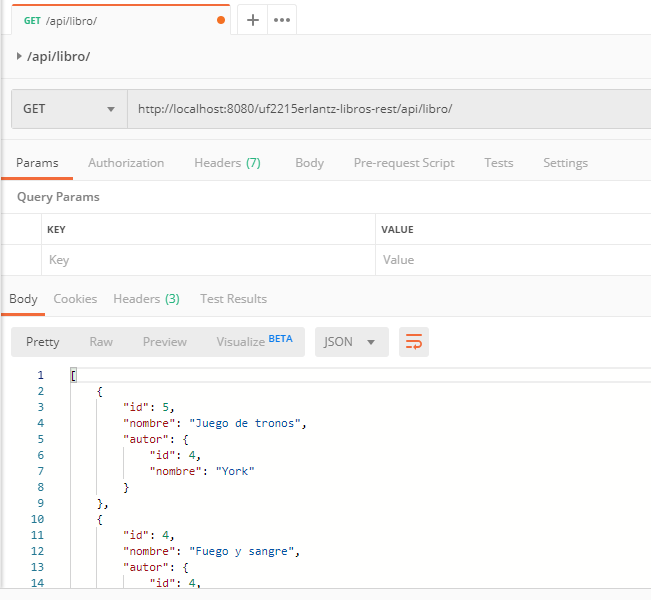 GET /api/libro/
/api/libro/
GET http://localhost:8080/uf2215erlantz-libros-rest/api/libro/
Params Authorization Headers (7) Body Pre-request Script Tests Settings
Query Params
KEY VALUE
Key Value
Body Cookies Headers (3) Test Results
Pretty Raw Preview Visualize BETA JSON
1 [
2 {
3 "id": 5,
4 "nombre": "Juego de tronos",
5 "autor": {
6 "id": 4,
7 "nombre": "York"
8 }
9 },
10 {
11 "id": 4,
12 "nombre": "Fuego y sangre",
13 "autor": {
14 "id": 4,